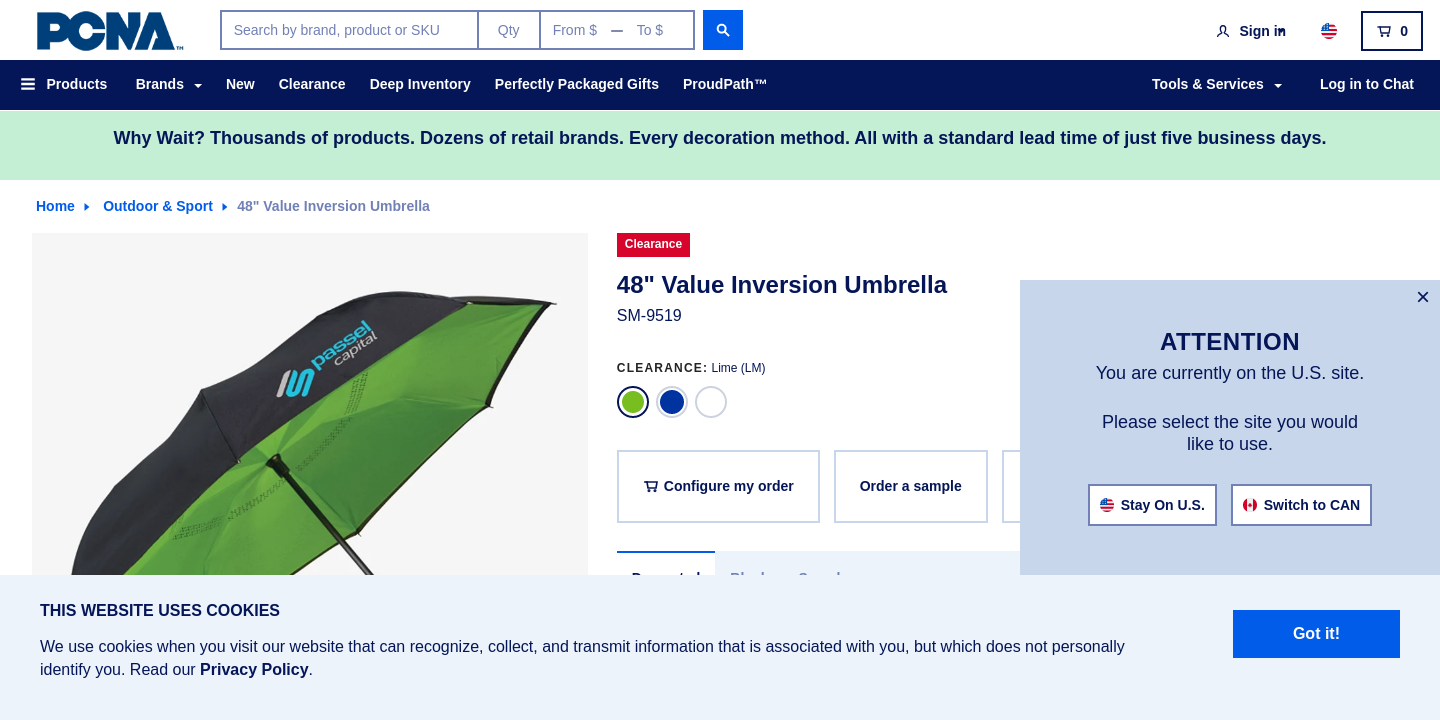 PCNA™
Search by brand, product or SKU
Qty
From $
To $
Sign in
0
Products
Brands
New
Clearance
Deep Inventory
Perfectly Packaged Gifts
ProudPath™
Tools & Services
Log in to Chat
Why Wait? Thousands of products. Dozens of retail brands. Every decoration method. All with a standard lead time of just five business days.
Home
Outdoor & Sport
48" Value Inversion Umbrella
passel
capital
Clearance
48" Value Inversion Umbrella
SM-9519
CLEARANCE: Lime (LM)
Configure my order
Order a sample
×
ATTENTION
You are currently on the U.S. site.
Please select the site you would
like to use.
Stay On U.S.
Switch to CAN
THIS WEBSITE USES COOKIES
We use cookies when you visit our website that can recognize, collect, and transmit information that is associated with you, but which does not personally
identify you. Read our Privacy Policy.
Got it!